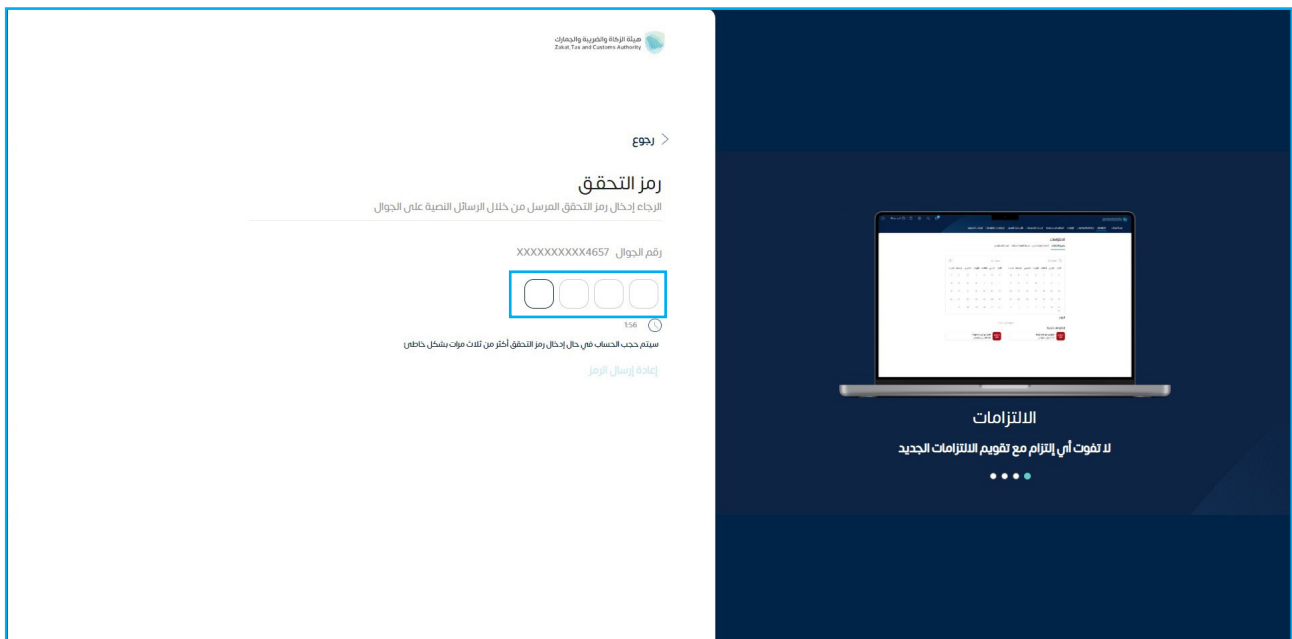 هيئة الزكاة والضريبة والجمارك
Zakat, Tax and Customs Authority
رجوع
رمز التحقق
الرجاء إدخال رمز التحقق المرسل من خلال الرسائل النصية على الجوال
رقم الجوال XXXXXXXXXX4657
1:56
سيتم حجب الحساب في حال إدخال رمز التحقق أكثر من ثلاث مرات بشكل خاطئ
إعادة إرسال الرمز
الالتزامات
لا تفوت أي إلتزام مع تقويم الالتزامات الجديد